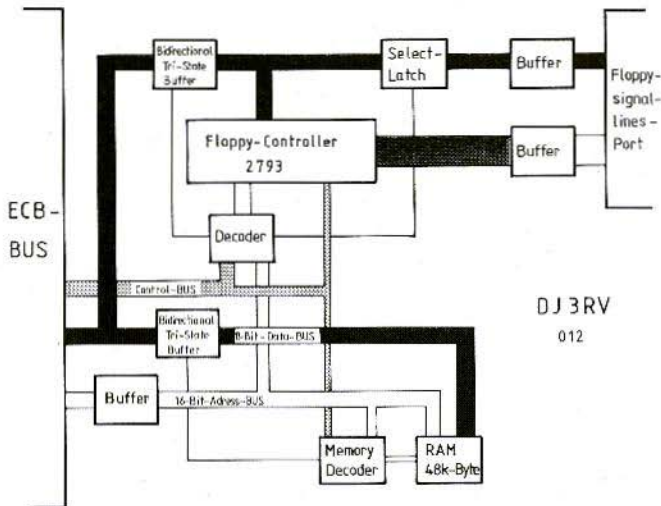 Bidirectional
Tri-State
Buffer
Select-
Latch
Buffer
Floppy-
signal-
lines-
Port
Floppy-Controller
2793
Buffer
ECB-
BUS
Decoder
Control-BUS
DJ 3RV
012
Bidirectional
Tri-State
Buffer
8-Bit-Data-BUS
Buffer
16-Bit-Adress-BUS
Memory
Decoder
RAM
48k-Byte